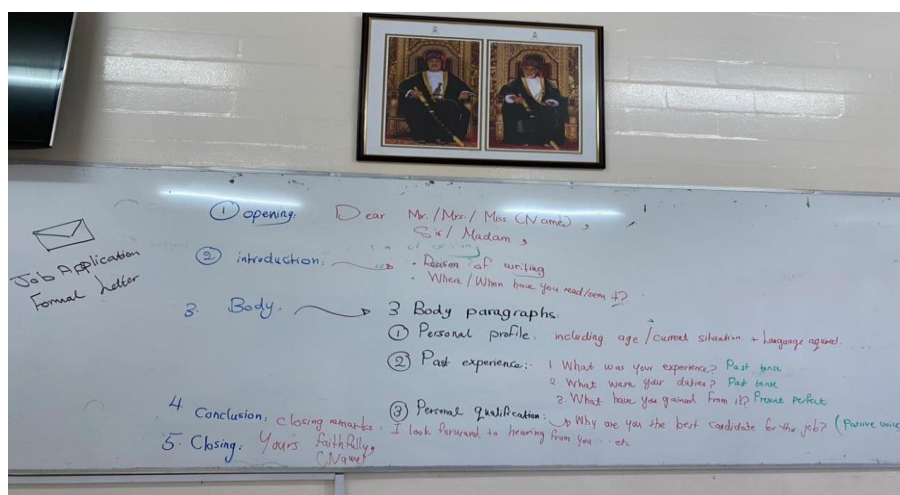 Job Application
Formal Letter
① opening: Dear Mr./Mrs./Miss (Name),
Sir/Madam,
② introduction: • Reason of writing
• Where/When have you read/seen it?
3. Body: 3 Body paragraphs:
① Personal profile: including age/current situation + Language
② Past experience:- 1 What was your experience? Past tense
2. What were your duties? Past tense
3. What have you gained from it? Present perfect
③ Personal qualification: Why are you the best candidate for the job? (Passive voice
4 Conclusion: closing remarks. I look forward to hearing from you... etc
5. Closing: Yours faithfully,
(Name)